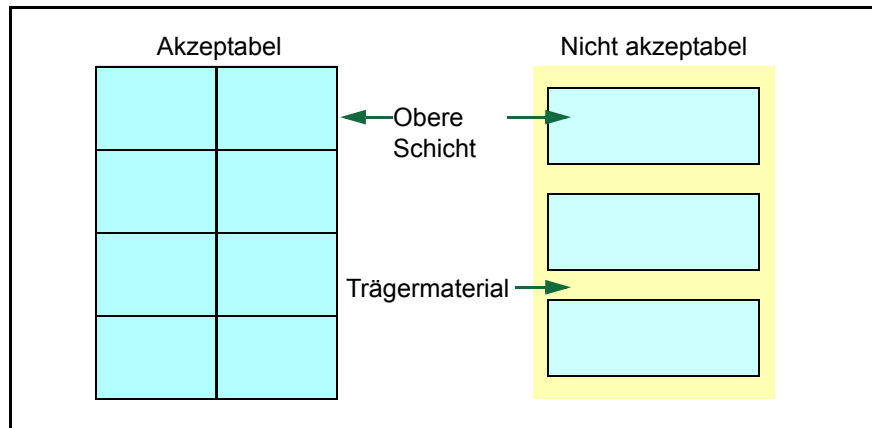 Akzeptabel
Nicht akzeptabel
Obere
Schicht
Trägermaterial